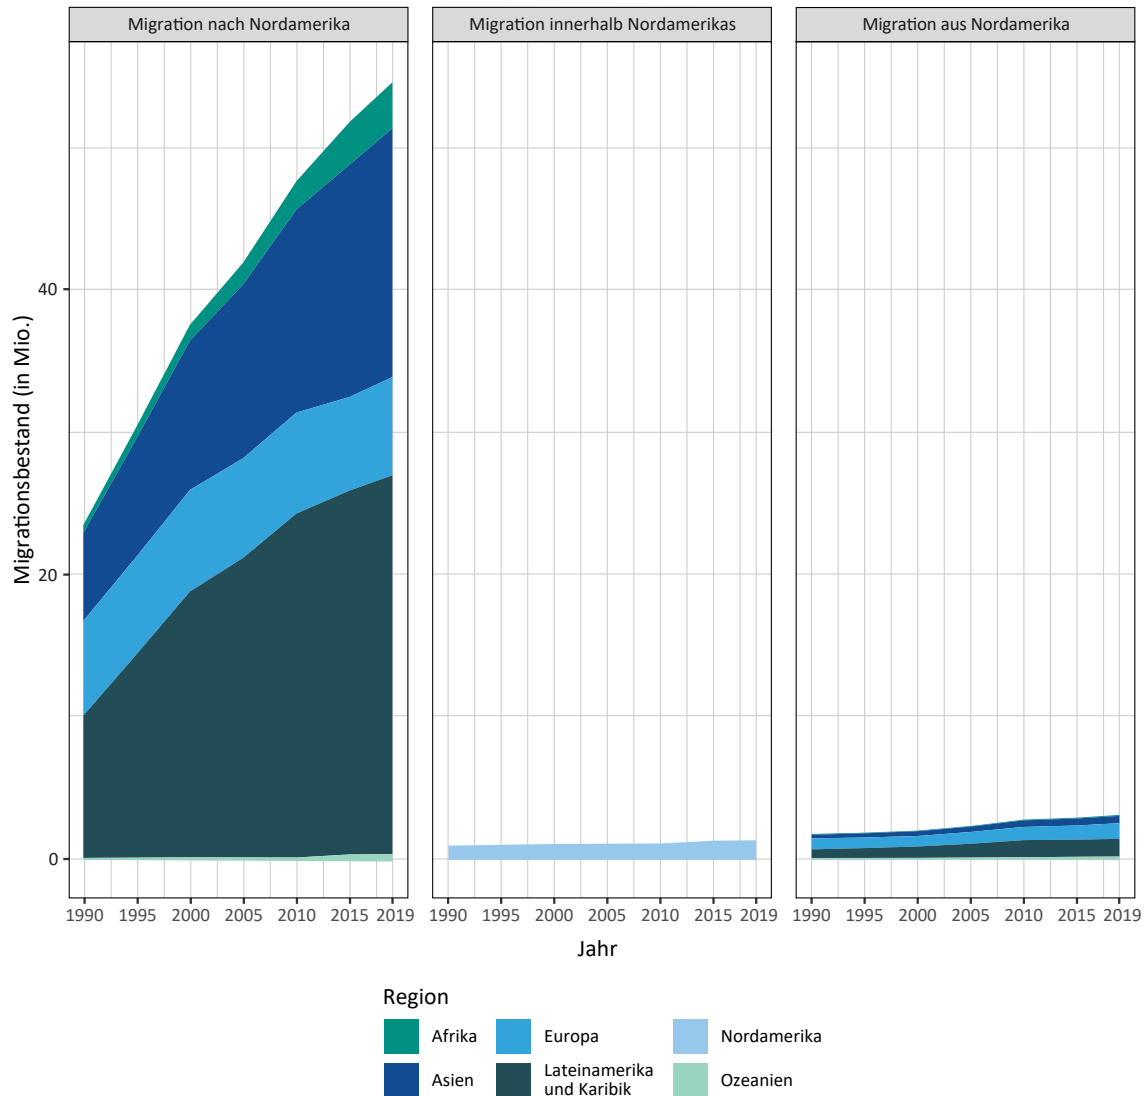 Migration nach Nordamerika
Migration innerhalb Nordamerikas
Migration aus Nordamerika
Migrationsbestand (in Mio.)
40
20
0
1990 1995 2000 2005 2010 2015 2019
1990 1995 2000 2005 2010 2015 2019
1990 1995 2000 2005 2010 2015 2019
Jahr
Region
Afrika
Europa
Nordamerika
Asien
Lateinamerika
und Karibik
Ozeanien